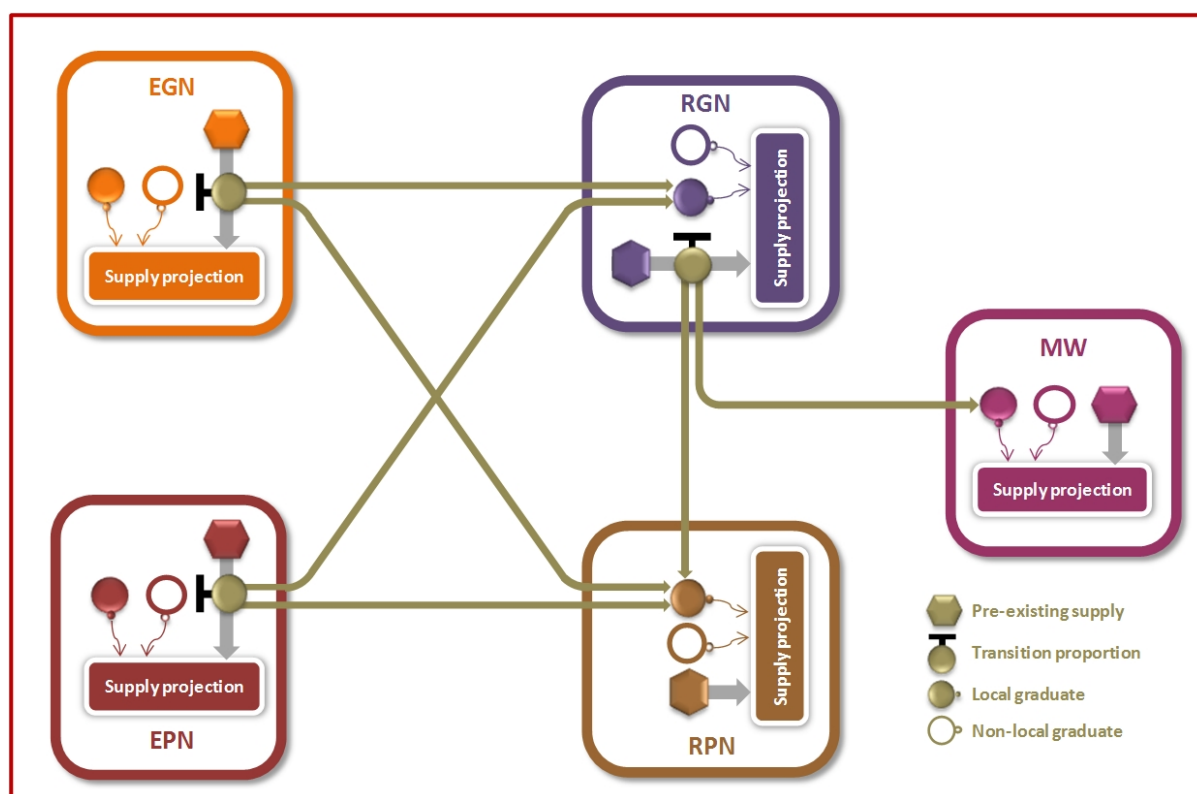 EGN
Supply projection
RGN
Supply projection
MW
Supply projection
Supply projection
EPN
Supply projection
RPN
Pre-existing supply
Transition proportion
Local graduate
Non-local graduate